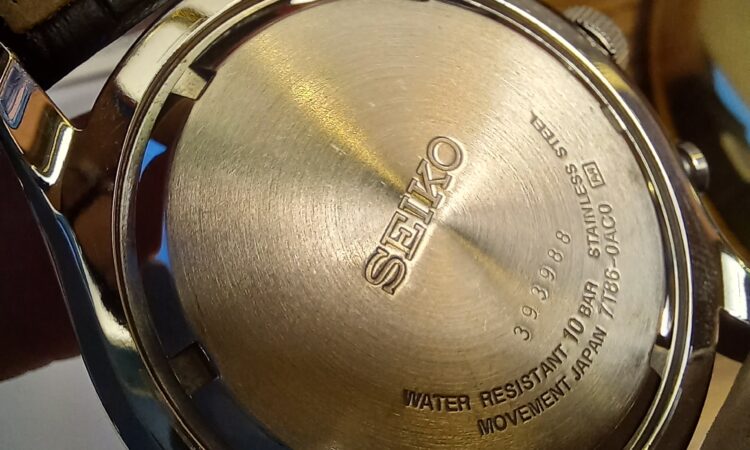 SEIKO
393988
WATER RESISTANT 10 BAR STAINLESS STEEL
MOVEMENT JAPAN 7T86-0AC0